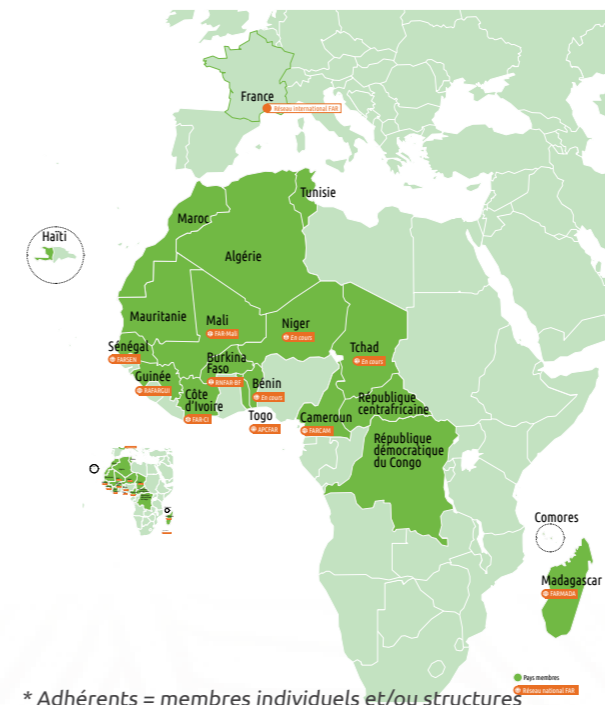 France
Réseau international FAR
Tunisie
Maroc
Haïti
Algérie
Mauritanie
Mali
FAR-Mali
Niger
En cours
Tchad
En cours
Sénégal
FARSEN
Burkina
Faso
RNFAR-BF
Guinée
RAFARGUI
Bénin
En cours
Côte
d'Ivoire
FAR-CI
Togo
APCFAR
Cameroun
FARCAM
République
centrafricaine
République
démocratique
du Congo
Comores
Madagascar
FARMADA
Pays membres
Réseau national FAR
* Adhérents = membres individuels et/ou structures